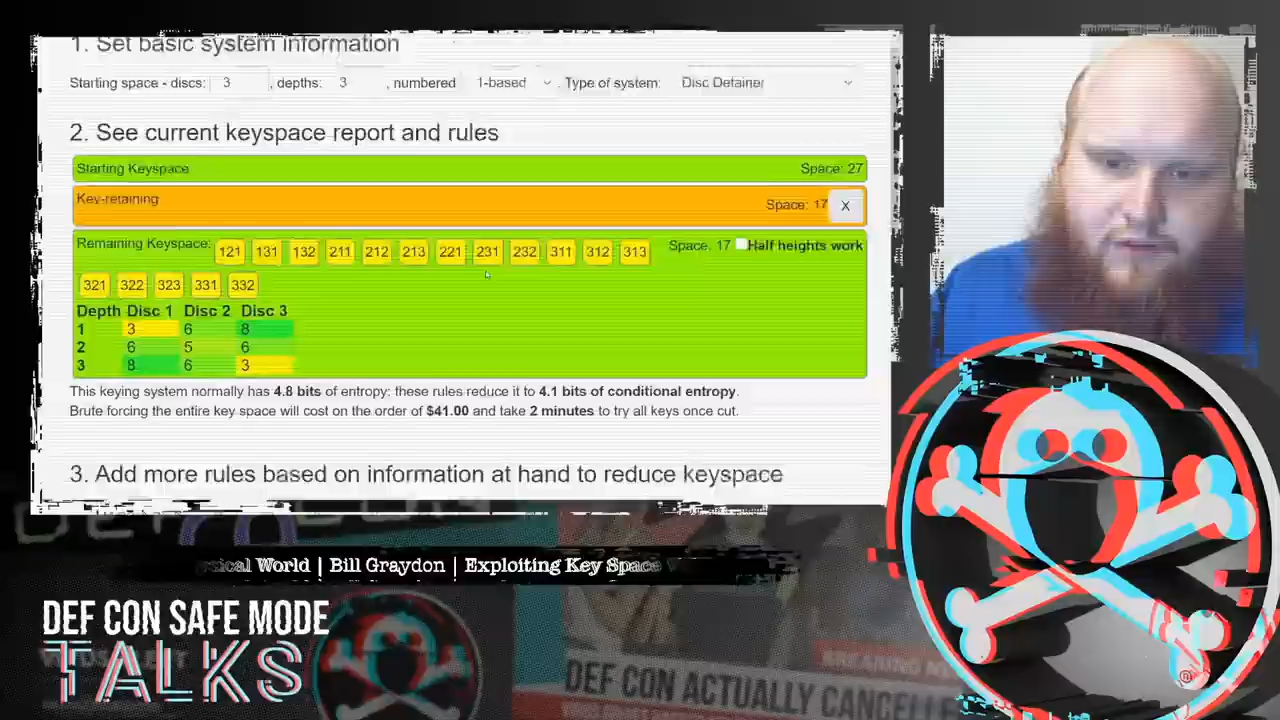 1. Set basic system information
Starting space - discs: 3 , depths: 3 , numbered 1-based Type of system: Disc Detainer
2. See current keyspace report and rules
Starting Keyspace Space: 27
Key-retaining Space: 17 X
Remaining Keyspace: 121 131 132 211 212 213 221 231 232 311 312 313 Space: 17 Half heights work
321 322 323 331 332
Depth Disc 1 Disc 2 Disc 3
1 3 6 8
2 6 5 6
3 8 6 3
This keying system normally has 4.8 bits of entropy: these rules reduce it to 4.1 bits of conditional entropy.
Brute forcing the entire key space will cost on the order of $41.00 and take 2 minutes to try all keys once cut.
3. Add more rules based on information at hand to reduce keyspace
World | Bill Graydon | Exploiting Key Space
DEF CON SAFE MODE
TALKS
DEF CON ACTUALLY
®